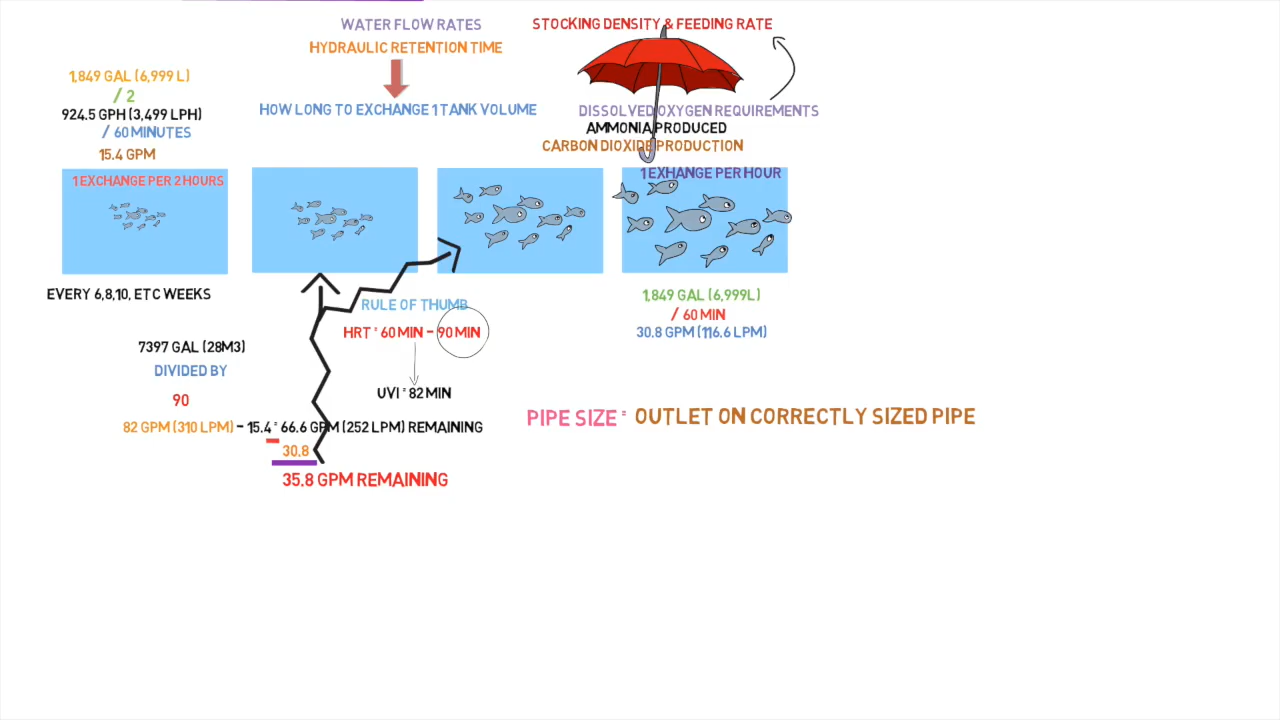 WATER FLOW RATES
HYDRAULIC RETENTION TIME
HOW LONG TO EXCHANGE 1 TANK VOLUME
STOCKING DENSITY & FEEDING RATE
DISSOLVED OXYGEN REQUIREMENTS
AMMONIA PRODUCED
CARBON DIOXIDE PRODUCTION
1,849 GAL (6,999 L)
/ 2
924.5 GPH (3,499 LPH)
/ 60 MINUTES
15.4 GPM
1 EXCHANGE PER 2 HOURS
1 EXHANGE PER HOUR
EVERY 6,8,10, ETC WEEKS
RULE OF THUMB
HRT = 60 MIN - 90 MIN
UVI = 82 MIN
1,849 GAL (6,999L)
/ 60 MIN
30.8 GPM (116.6 LPM)
7397 GAL (28M3)
DIVIDED BY
90
82 GPM (310 LPM) - 15.4 = 66.6 GPM (252 LPM) REMAINING
30.8
35.8 GPM REMAINING
PIPE SIZE = OUTLET ON CORRECTLY SIZED PIPE